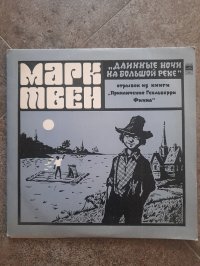 МАРК
ТВЕН
„ДЛИННЫЕ НОЧИ
НА БОЛЬШОЙ РЕКЕ"
отрывок из книги
„Приключения Гекльберри
Финна"